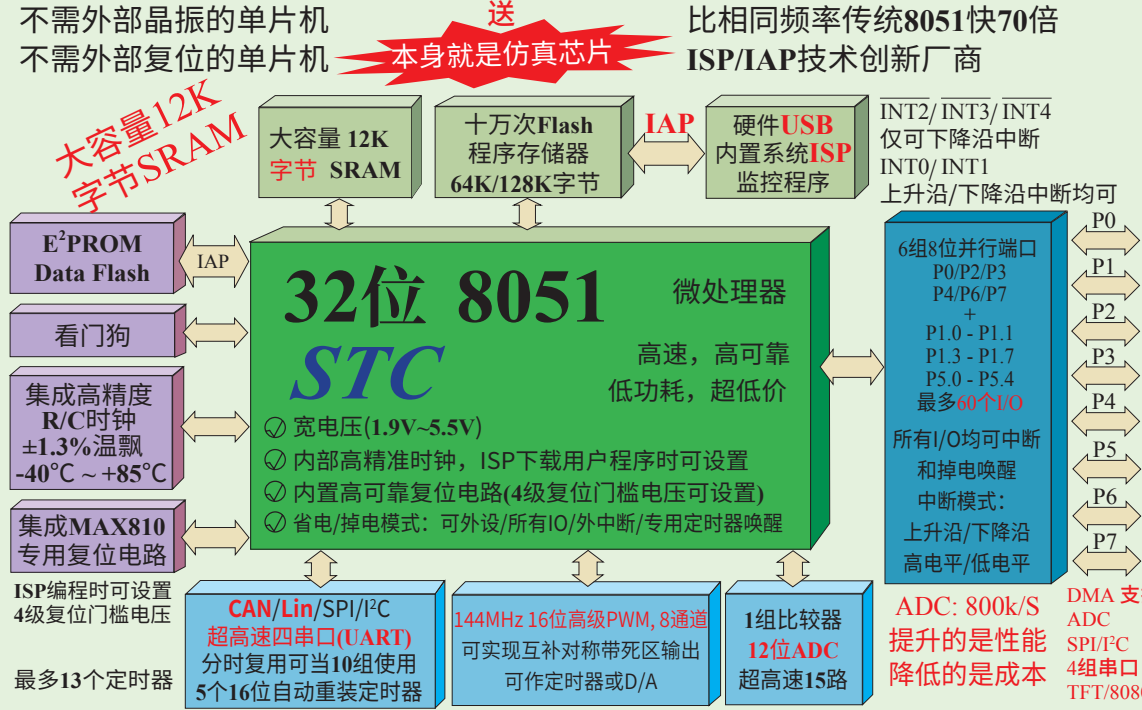 不需外部晶振的单片机
不需外部复位的单片机
送
本身就是仿真芯片
比相同频率传统8051快70倍
ISP/IAP技术创新厂商
大容量12K
字节SRAM
大容量 12K
字节 SRAM
十万次Flash
程序存储器
64K/128K字节
IAP
硬件USB
内置系统ISP
监控程序
INT2/ INT3/ INT4
仅可下降沿中断
INT0/ INT1
上升沿/下降沿中断均可
E²PROM
Data Flash
IAP
看门狗
集成高精度
R/C时钟
±1.3%温飘
-40℃ ~ +85℃
集成MAX810
专用复位电路
ISP编程时可设置
4级复位门槛电压
最多13个定时器
32位 8051
微处理器
STC
高速，高可靠
低功耗，超低价
宽电压(1.9V~5.5V)
内部高精准时钟，ISP下载用户程序时可设置
内置高可靠复位电路(4级复位门槛电压可设置)
省电/掉电模式：可外设/所有IO/外中断/专用定时器唤醒
6组8位并行端口
P0/P2/P3
P4/P6/P7
+
P1.0 - P1.1
P1.3 - P1.7
P5.0 - P5.4
最多60个I/O
所有I/O均可中断
和掉电唤醒
中断模式：
上升沿/下降沿
高电平/低电平
P0
P1
P2
P3
P4
P5
P6
P7
CAN/Lin/SPI/I²C
超高速四串口(UART)
分时复用可当10组使用
5个16位自动重装定时器
144MHz 16位高级PWM, 8通道
可实现互补对称带死区输出
可作定时器或D/A
1组比较器
12位ADC
超高速15路
ADC: 800k/S
提升的是性能
降低的是成本
DMA 支
ADC
SPI/I²C
4组串口
TFT/808